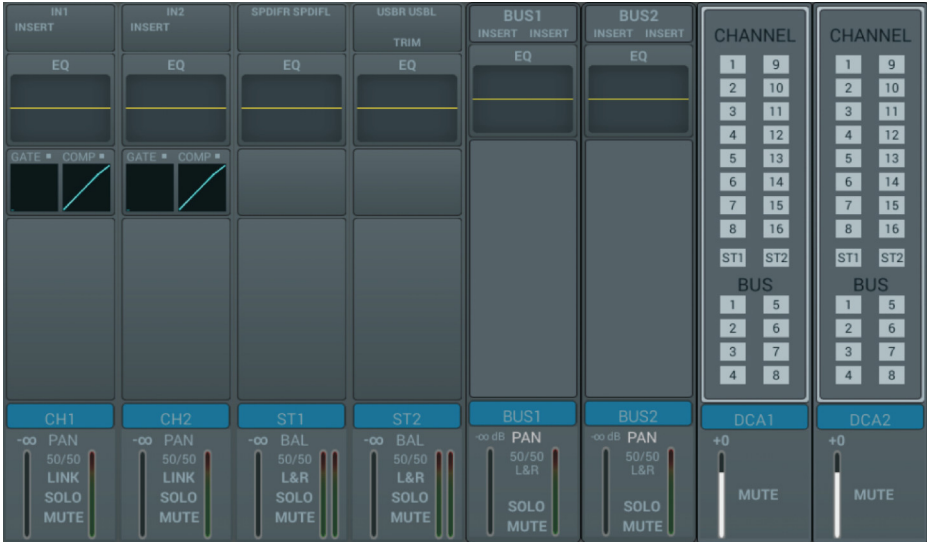 IN1
INSERT
EQ
GATE COMP
CH1
-∞ PAN
50/50
LINK
SOLO
MUTE
IN2
INSERT
EQ
GATE COMP
CH2
-∞ PAN
50/50
LINK
SOLO
MUTE
SPDIFR SPDIFL
EQ
ST1
-∞ BAL
50/50
L&R
SOLO
MUTE
USBR USBL
TRIM
EQ
ST2
-∞ BAL
50/50
L&R
SOLO
MUTE
BUS1
INSERT INSERT
EQ
BUS1
-∞ dB PAN
50/50
L&R
SOLO
MUTE
BUS2
INSERT INSERT
EQ
BUS2
-∞ dB PAN
50/50
L&R
SOLO
MUTE
CHANNEL
1 9
2 10
3 11
4 12
5 13
6 14
7 15
8 16
ST1 ST2
BUS
1 5
2 6
3 7
4 8
DCA1
+0
MUTE
CHANNEL
1 9
2 10
3 11
4 12
5 13
6 14
7 15
8 16
ST1 ST2
BUS
1 5
2 6
3 7
4 8
DCA2
+0
MUTE